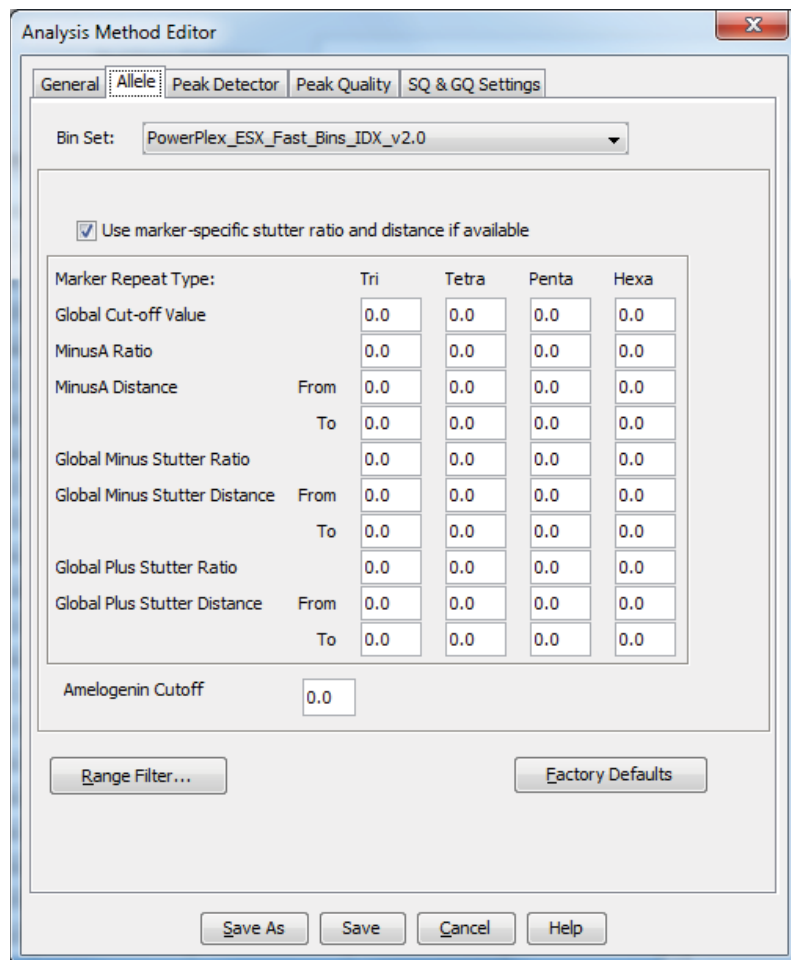 Analysis Method Editor
General Allele Peak Detector Peak Quality SQ & GQ Settings
Bin Set: PowerPlex_ESX_Fast_Bins_IDX_v2.0
Use marker-specific stutter ratio and distance if available
Marker Repeat Type: Tri Tetra Penta Hexa
Global Cut-off Value 0.0 0.0 0.0 0.0
MinusA Ratio 0.0 0.0 0.0 0.0
MinusA Distance From 0.0 0.0 0.0 0.0
To 0.0 0.0 0.0 0.0
Global Minus Stutter Ratio 0.0 0.0 0.0 0.0
Global Minus Stutter Distance From 0.0 0.0 0.0 0.0
To 0.0 0.0 0.0 0.0
Global Plus Stutter Ratio 0.0 0.0 0.0 0.0
Global Plus Stutter Distance From 0.0 0.0 0.0 0.0
To 0.0 0.0 0.0 0.0
Amelogenin Cutoff 0.0
Range Filter... Factory Defaults
Save As Save Cancel Help